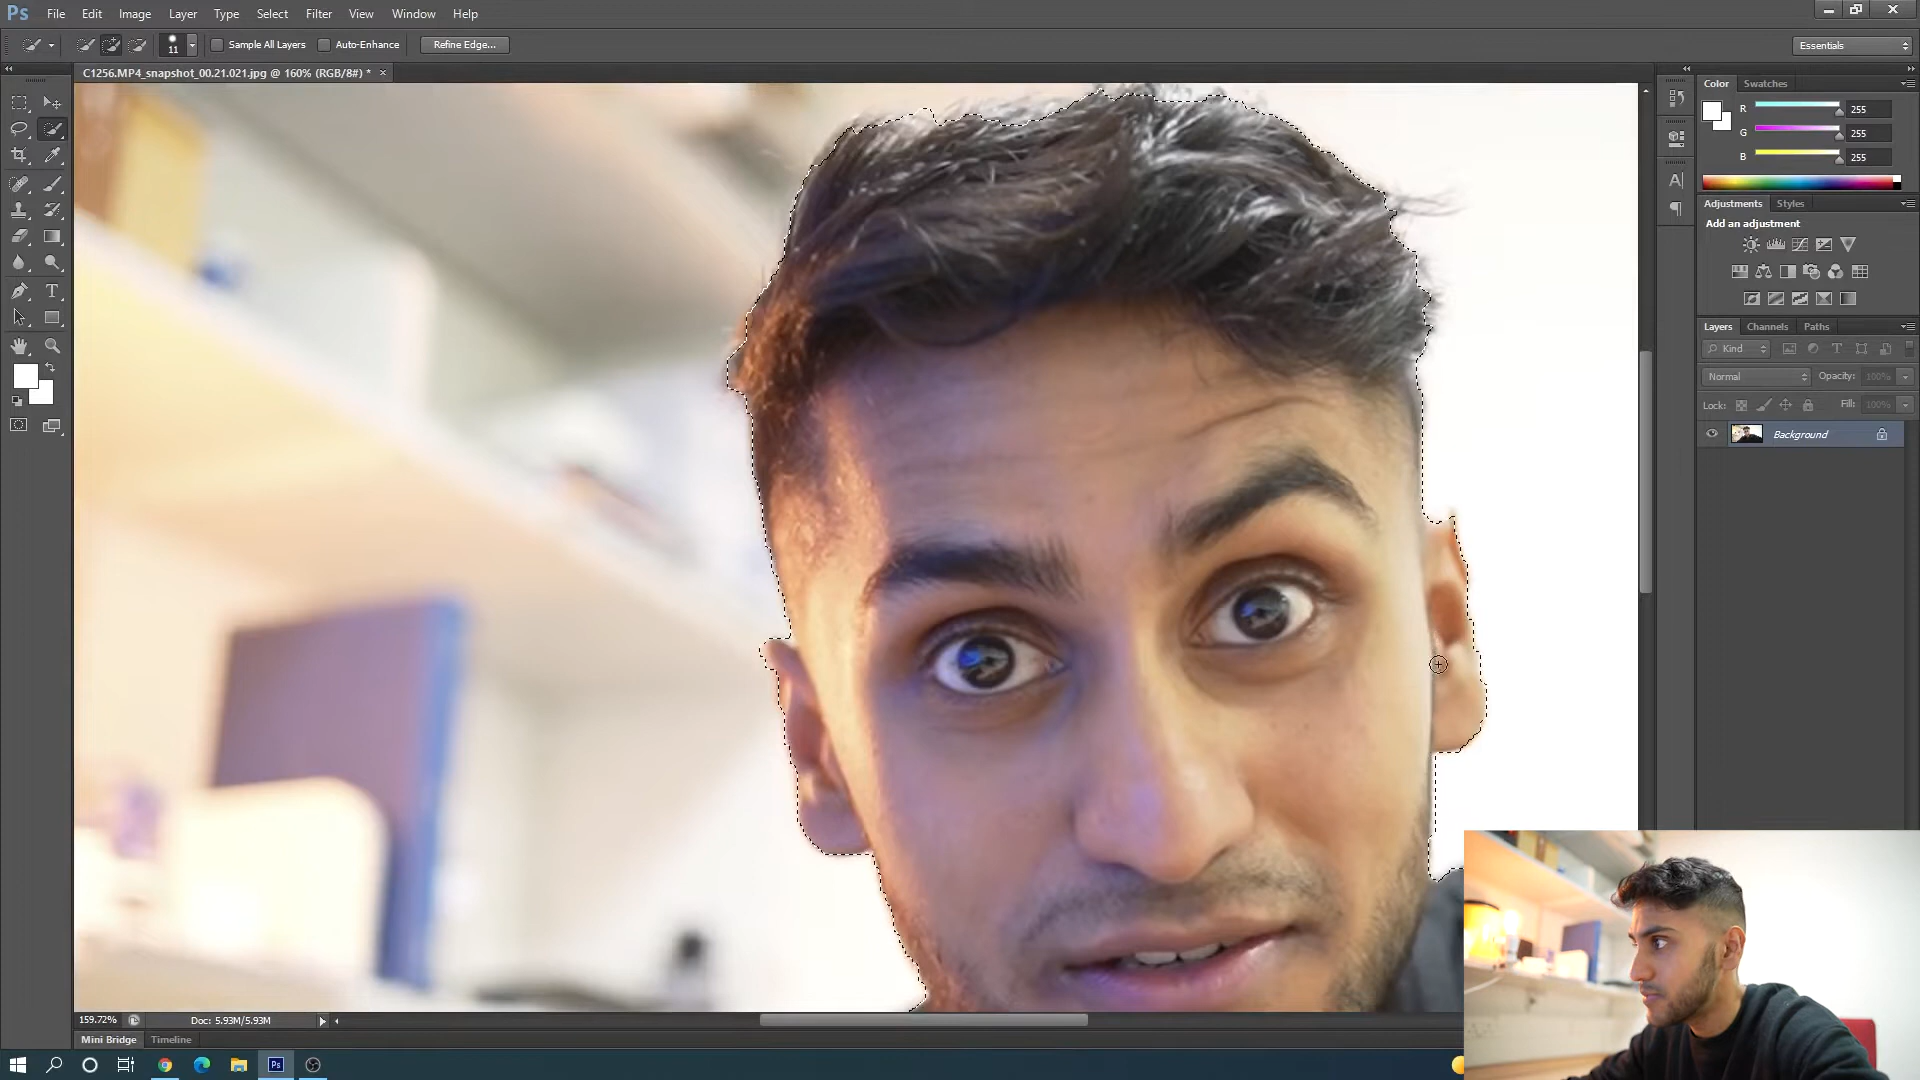 Ps File Edit Image Layer Type Select Filter View Window Help
11 Sample All Layers Auto-Enhance Refine Edge... Essentials
C1256.MP4_snapshot_00.21.021.jpg @ 160% (RGB/8#) * ×
Color Swatches
R 255
G 255
B 255
Adjustments Styles
Add an adjustment
Layers Channels Paths
Kind
Normal Opacity: 100%
Lock: Fill: 100%
Background
159.72% Doc: 5.93M/5.93M
Mini Bridge Timeline
Ps